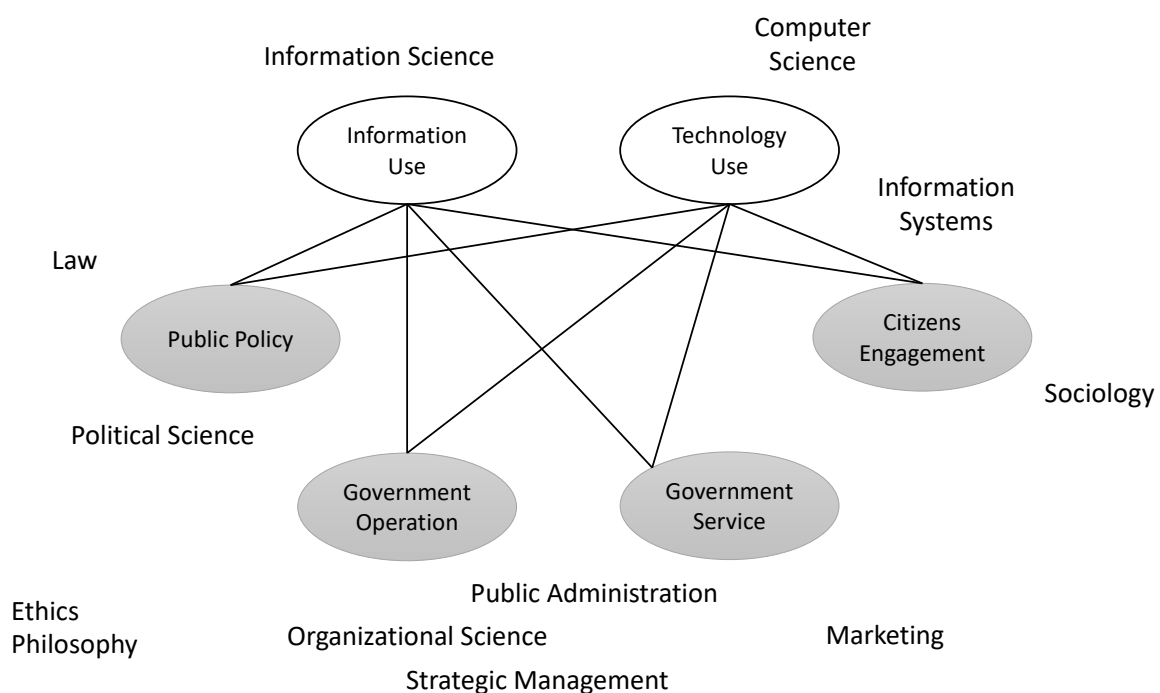 Computer
Science
Information Science
Information
Use
Technology
Use
Information
Systems
Law
Public Policy
Citizens
Engagement
Sociology
Political Science
Government
Operation
Government
Service
Public Administration
Ethics
Philosophy
Organizational Science
Marketing
Strategic Management